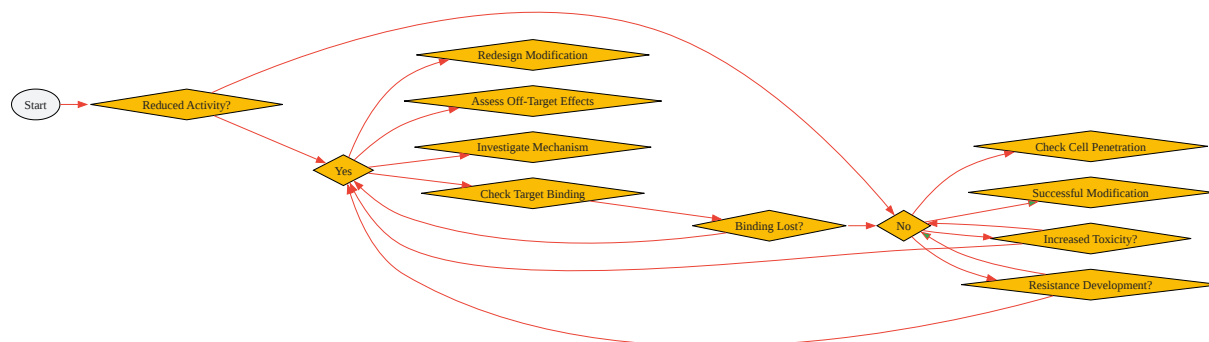 Start
Reduced Activity?
Redesign Modification
Assess Off-Target Effects
Investigate Mechanism
Yes
Check Target Binding
Binding Lost?
No
Check Cell Penetration
Successful Modification
Increased Toxicity?
Resistance Development?